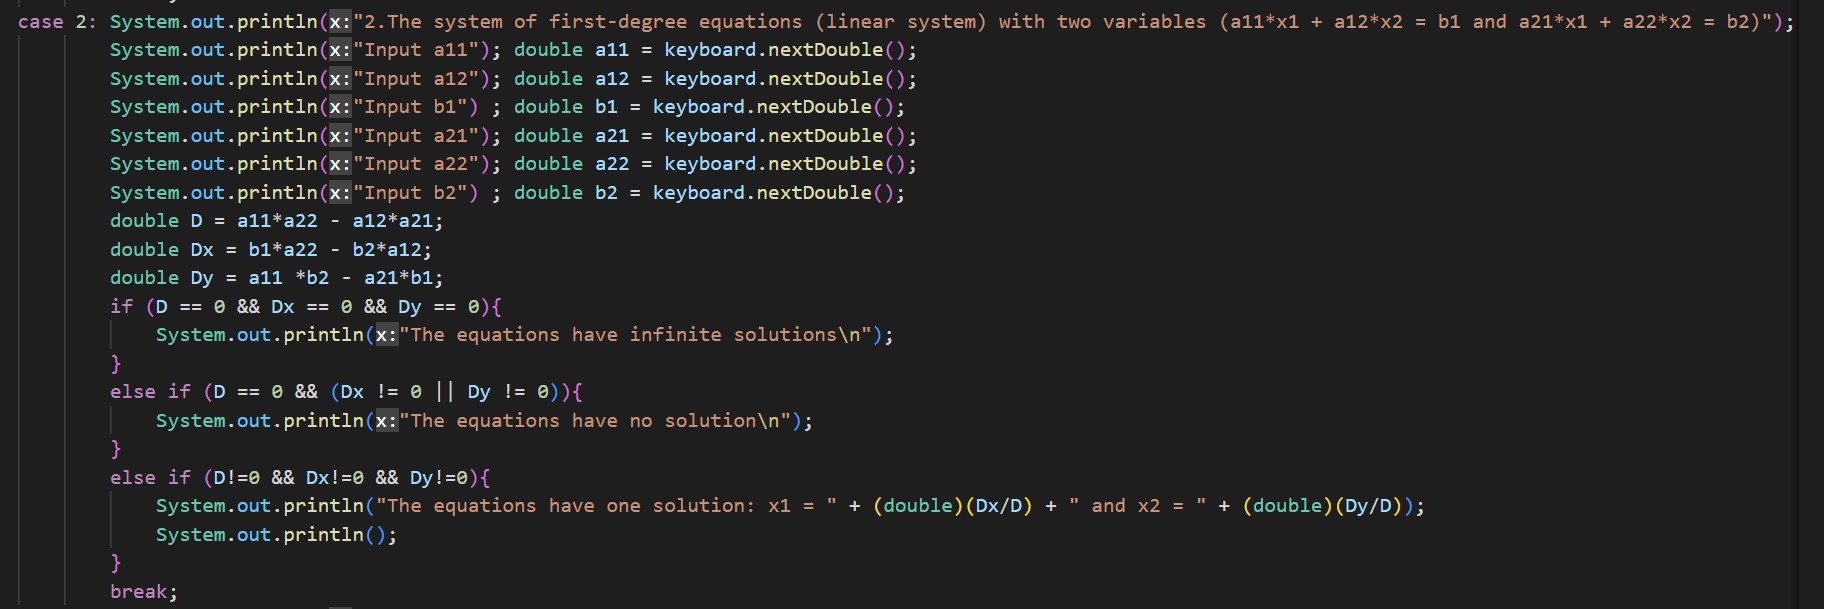 case 2: System.out.println(x:"2.The system of first-degree equations (linear system) with two variables (a11*x1 + a12*x2 = b1 and a21*x1 + a22*x2 = b2)");
System.out.println(x:"Input a11"); double a11 = keyboard.nextDouble();
System.out.println(x:"Input a12"); double a12 = keyboard.nextDouble();
System.out.println(x:"Input b1") ; double b1 = keyboard.nextDouble();
System.out.println(x:"Input a21"); double a21 = keyboard.nextDouble();
System.out.println(x:"Input a22"); double a22 = keyboard.nextDouble();
System.out.println(x:"Input b2") ; double b2 = keyboard.nextDouble();
double D = a11*a22 - a12*a21;
double Dx = b1*a22 - b2*a12;
double Dy = a11 *b2 - a21*b1;
if (D == 0 && Dx == 0 && Dy == 0){
System.out.println(x:"The equations have infinite solutions\n");
}
else if (D == 0 && (Dx != 0 || Dy != 0)){
System.out.println(x:"The equations have no solution\n");
}
else if (D!=0 && Dx!=0 && Dy!=0){
System.out.println("The equations have one solution: x1 = " + (double)(Dx/D) + " and x2 = " + (double)(Dy/D));
System.out.println();
}
break;